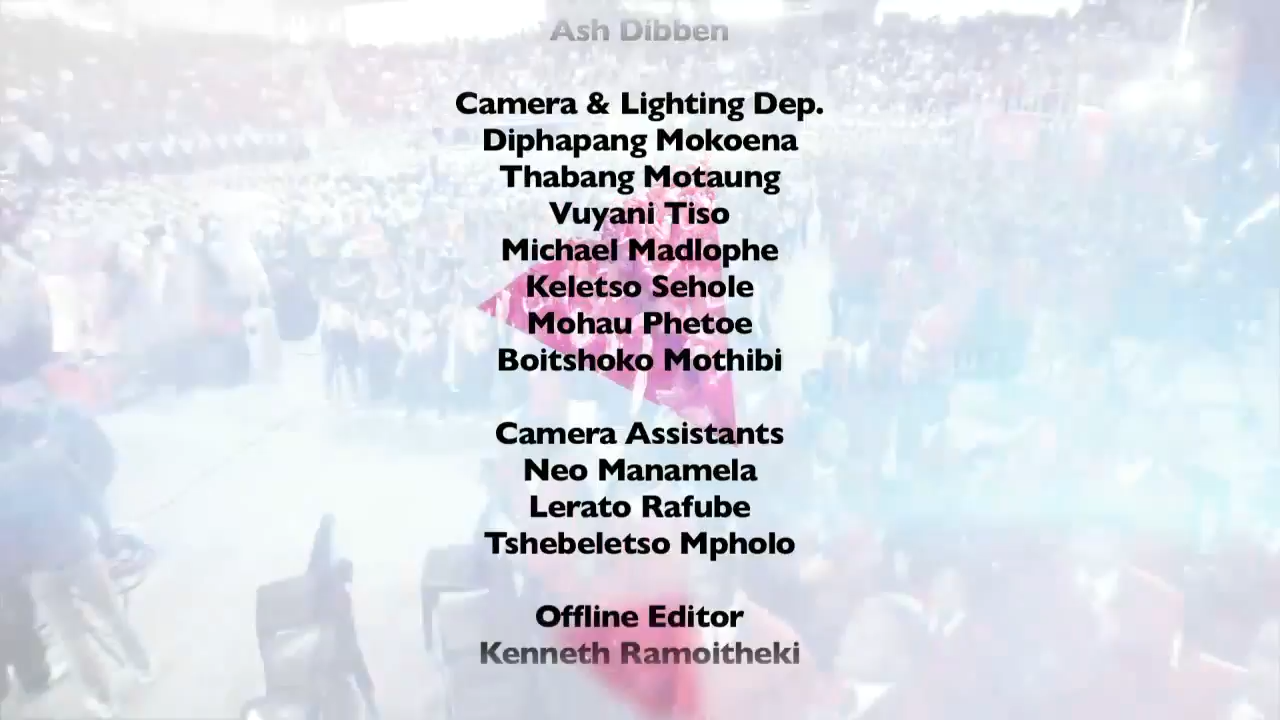 Ash Dibben
Camera & Lighting Dep.
Diphapang Mokoena
Thabang Motaung
Vuyani Tiso
Michael Madlophe
Keletso Sehole
Mohau Phetoe
Boitshoko Mothibi
Camera Assistants
Neo Manamela
Lerato Rafube
Tshebeletso Mpholo
Offline Editor
Kenneth Ramoitheki